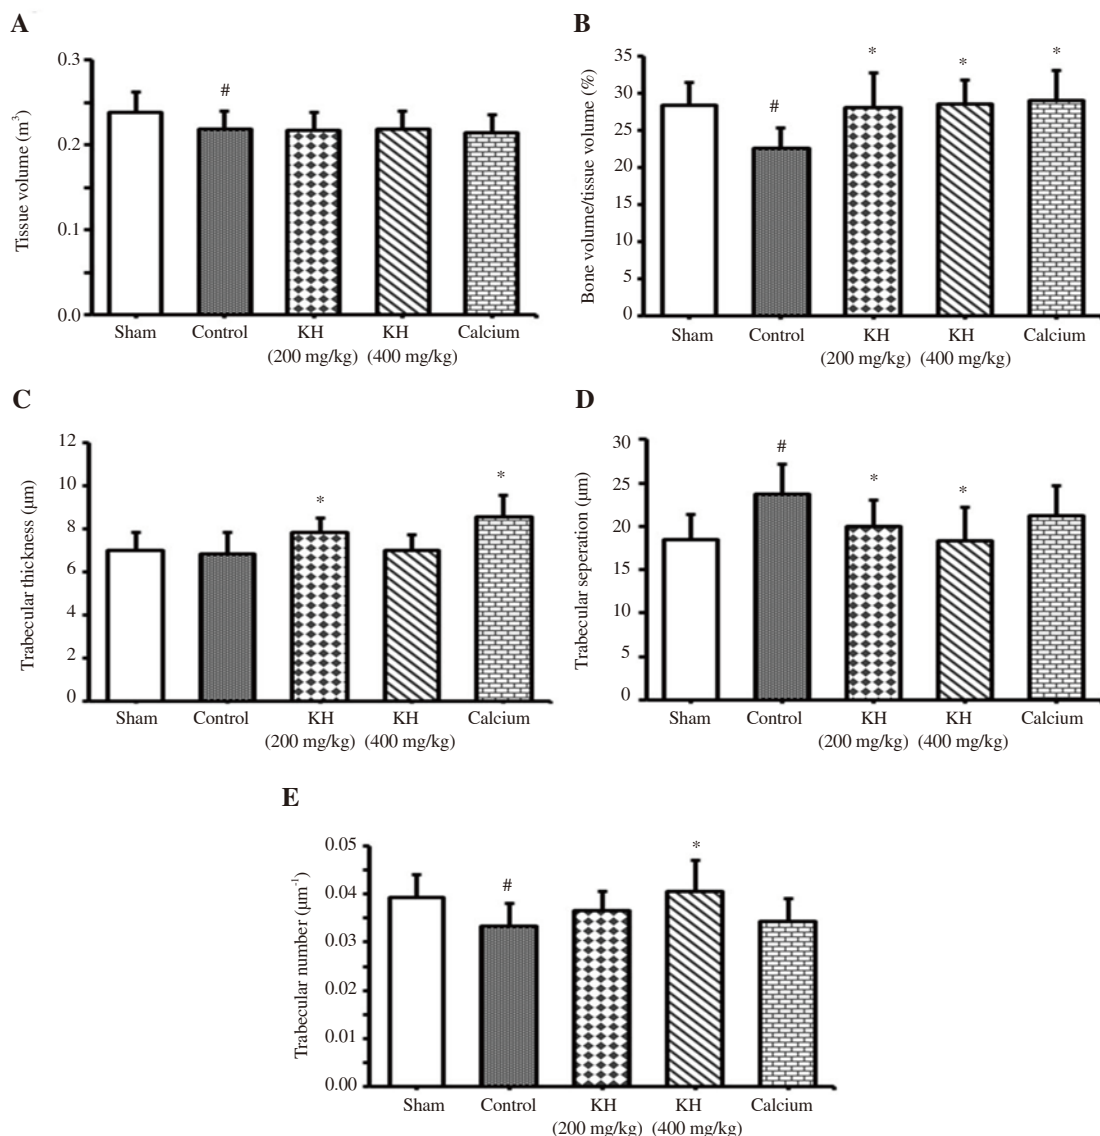 A
Tissue volume (m³)
0.3
0.2
0.1
0.0
#
Sham Control KH KH Calcium
(200 mg/kg) (400 mg/kg)
B
Bone volume/tissue volume (%)
35
30
25
20
15
10
5
0
# * * *
Sham Control KH KH Calcium
(200 mg/kg) (400 mg/kg)
C
Trabecular thickness (μm)
12
10
8
6
4
2
0
* *
Sham Control KH KH Calcium
(200 mg/kg) (400 mg/kg)
D
Trabecular seperation (μm)
30
25
20
15
10
5
0
# * *
Sham Control KH KH Calcium
(200 mg/kg) (400 mg/kg)
E
Trabecular number (μm⁻¹)
0.05
0.04
0.03
0.02
0.01
0.00
# *
Sham Control KH KH Calcium
(200 mg/kg) (400 mg/kg)